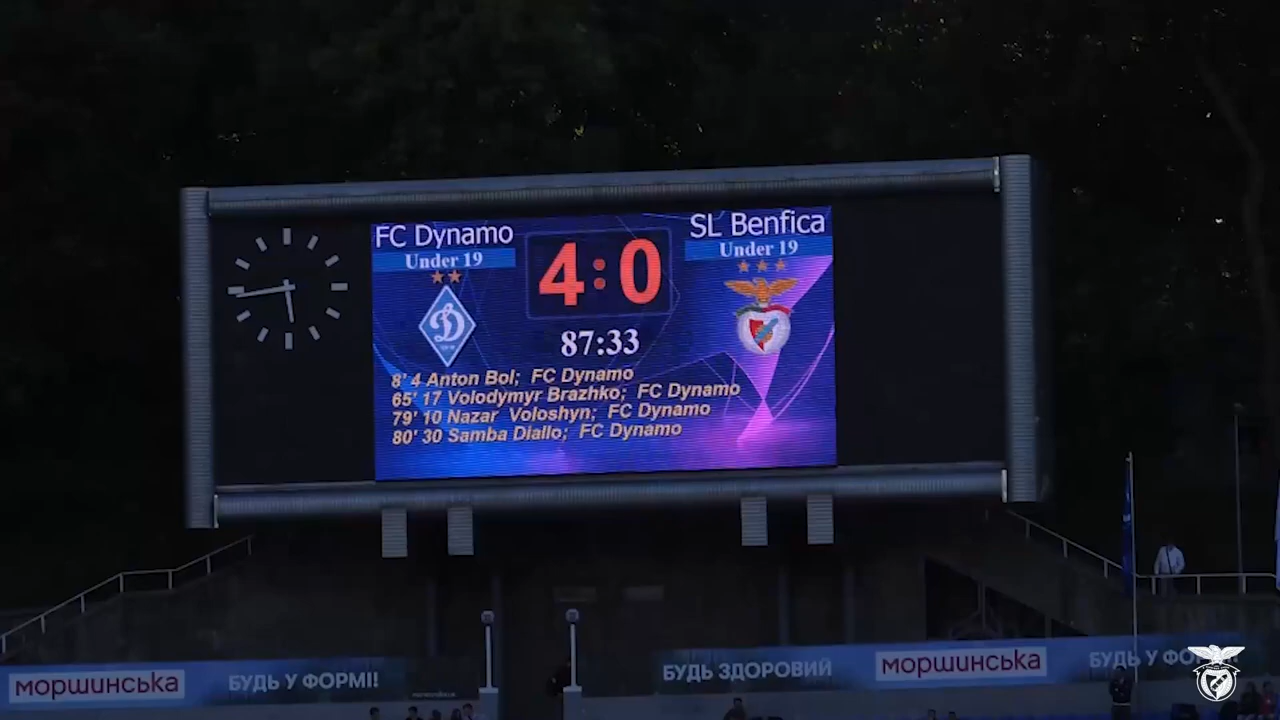 FC Dynamo
Under 19
4:0
SL Benfica
Under 19
87:33
8' 4 Anton Bol; FC Dynamo
65' 17 Volodymyr Brazhko; FC Dynamo
79' 10 Nazar Voloshyn; FC Dynamo
80' 30 Samba Diallo; FC Dynamo
моршинська БУДЬ У ФОРМІ! БУДЬ ЗДОРОВИЙ моршинська БУДЬ У